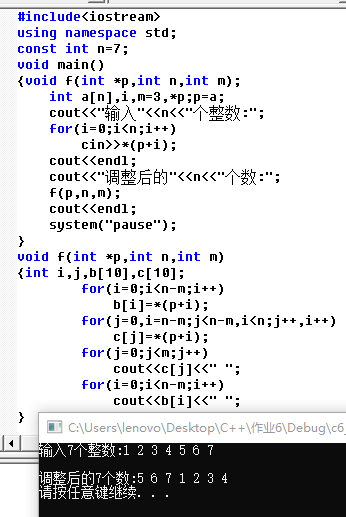 #include<iostream>
using namespace std;
const int n=7;
void main()
{void f(int *p,int n,int m);
int a[n],i,m=3,*p;p=a;
cout<<"输入"<<n<<"个整数:";
for(i=0;i<n;i++)
cin>>*(p+i);
cout<<endl;
cout<<"调整后的"<<n<<"个数:";
f(p,n,m);
cout<<endl;
system("pause");
}
void f(int *p,int n,int m)
{int i,j,b[10],c[10];
for(i=0;i<n-m;i++)
b[i]=*(p+i);
for(j=0,i=n-m;j<n-m,i<n;j++,i++)
c[j]=*(p+i);
for(j=0;j<m;j++)
cout<<c[j]<<" ";
for(i=0;i<n-m;i++)
cout<<b[i]<<" ";
}
C:\Users\lenovo\Desktop\C++\作业6\Debug\c6_
输入7个整数:1 2 3 4 5 6 7
调整后的7个数:5 6 7 1 2 3 4
请按任意键继续. . .